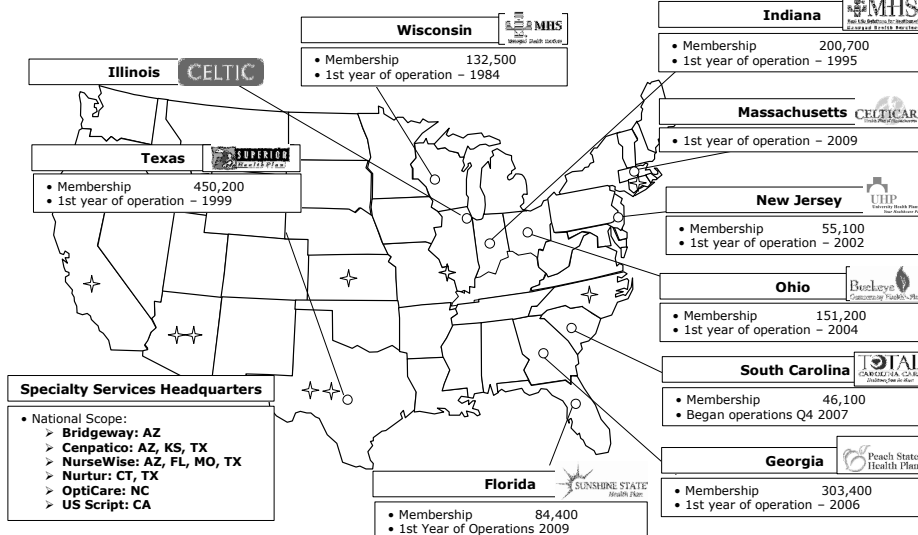 Wisconsin MHS
• Membership 132,500
• 1st year of operation – 1984
Indiana MHS
• Membership 200,700
• 1st year of operation – 1995
Illinois CELTIC
Massachusetts CELTICAR
• 1st year of operation – 2009
Texas SUPERIOR
HealthPlan
• Membership 450,200
• 1st year of operation – 1999
New Jersey UHP
• Membership 55,100
• 1st year of operation – 2002
Ohio Buckeye
• Membership 151,200
• 1st year of operation – 2004
South Carolina TOTAL
CAROLINA CAR
• Membership 46,100
• Began operations Q4 2007
Georgia Peach State
Health Plan
• Membership 303,400
• 1st year of operation – 2006
Florida SUNSHINE STATE
Health Plan
• Membership 84,400
• 1st Year of Operations 2009
Specialty Services Headquarters
• National Scope:
➢ Bridgeway: AZ
➢ Cenpatico: AZ, KS, TX
➢ NurseWise: AZ, FL, MO, TX
➢ Nurtur: CT, TX
➢ OptiCare: NC
➢ US Script: CA